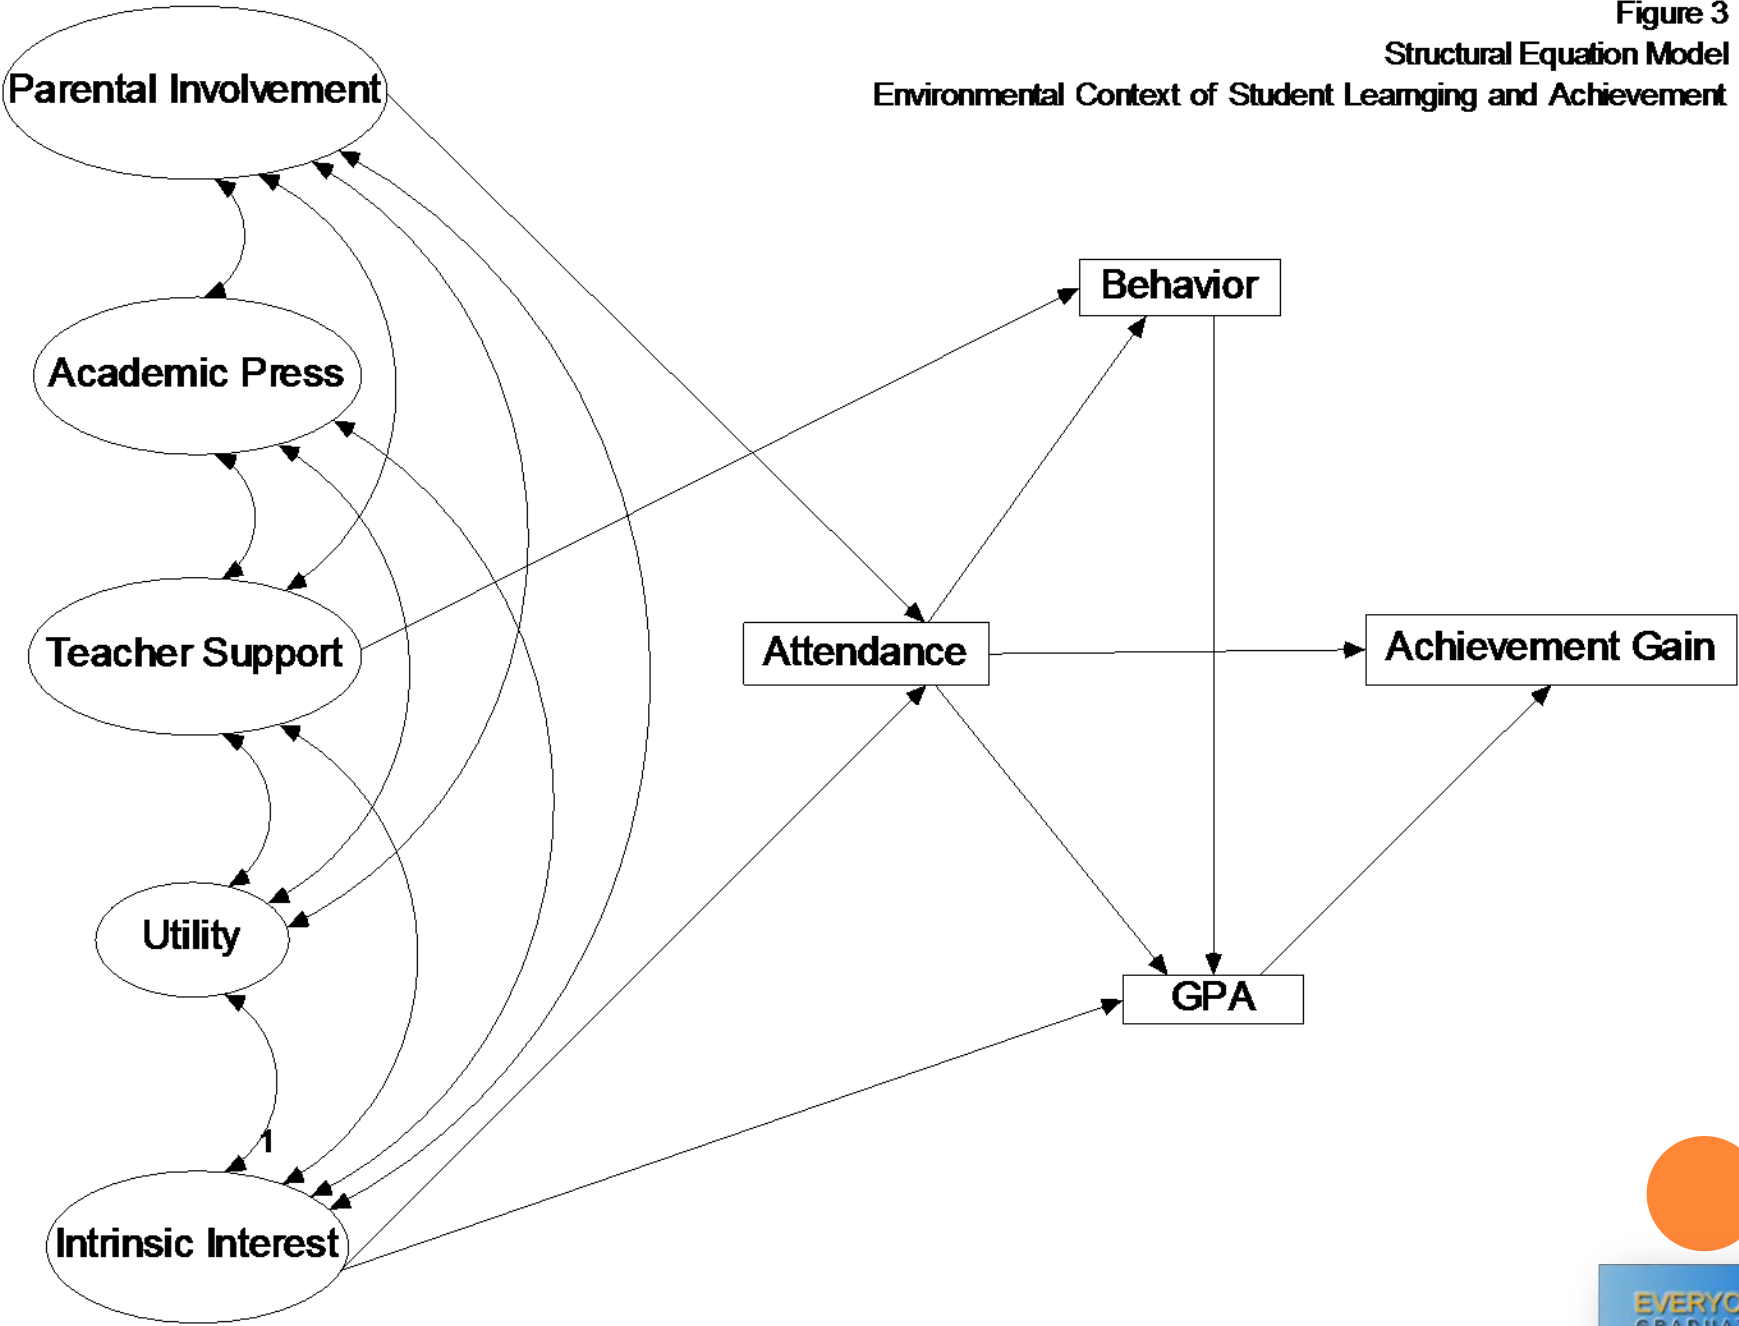 Figure 3
Structural Equation Model
Environmental Context of Student Learnging and Achievement
Parental Involvement
Behavior
Academic Press
Teacher Support
Attendance
Achievement Gain
Utility
GPA
1
Intrinsic Interest